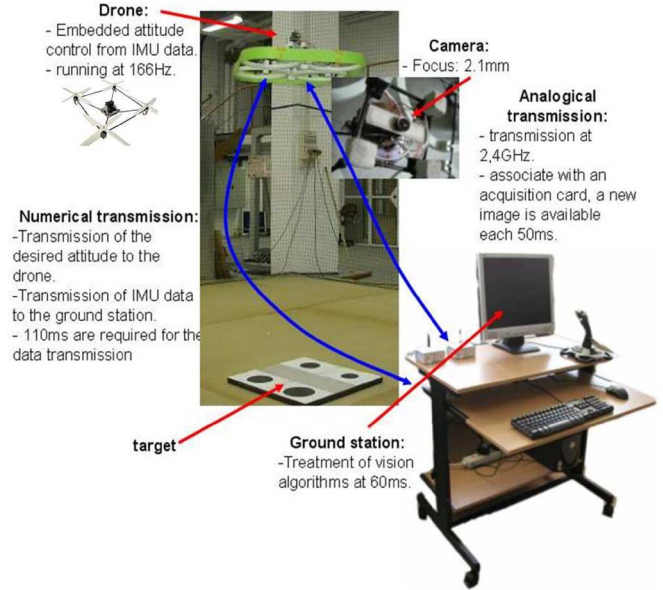 Drone:
- Embedded attitude
control from IMU data.
- running at 166Hz.
Camera:
- Focus: 2.1mm
Analogical
transmission:
- transmission at
2,4GHz.
- associate with an
acquisition card, a new
image is available
each 50ms.
Numerical transmission:
-Transmission of the
desired attitude to the
drone.
-Transmission of IMU data
to the ground station.
- 110ms are required for the
data transmission
target
Ground station:
-Treatment of vision
algorithms at 60ms.